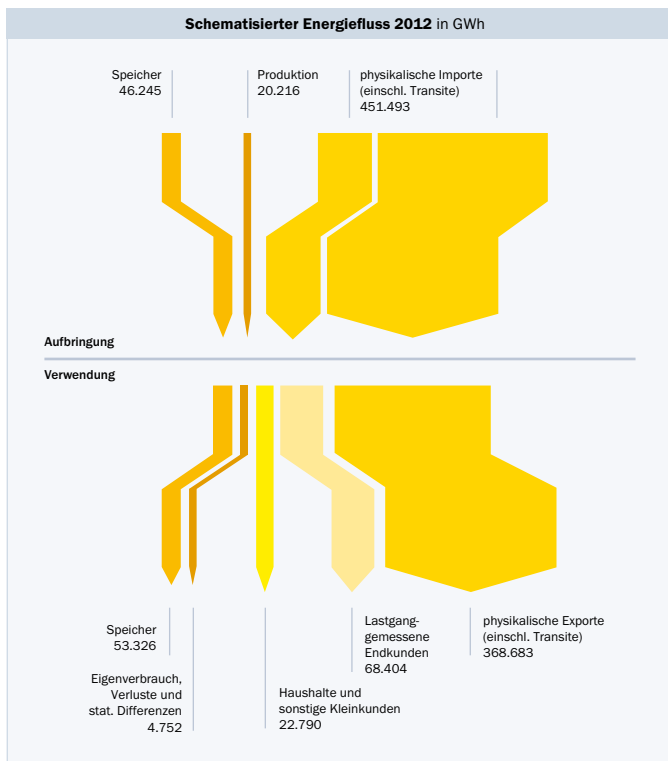 Schematisierter Energiefluss 2012 in GWh
Speicher
46.245
Produktion
20.216
physikalische Importe
(einschl. Transite)
451.493
Aufbringung
Verwendung
Speicher
53.326
Eigenverbrauch,
Verluste und
stat. Differenzen
4.752
Haushalte und
sonstige Kleinkunden
22.790
Lastgang-
gemessene
Endkunden
68.404
physikalische Exporte
(einschl. Transite)
368.683